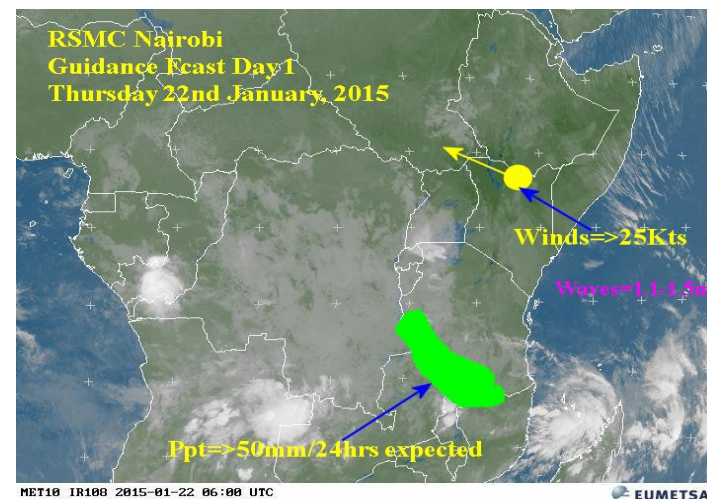 RSMC Nairobi
Guidance Fcast Day1
Thursday 22nd January, 2015
Winds=>25Kts
Waves=1.1-1.5m
Ppt=>50mm/24hrs expected
MET10 IR108 2015-01-22 06:00 UTC
EUMETSA